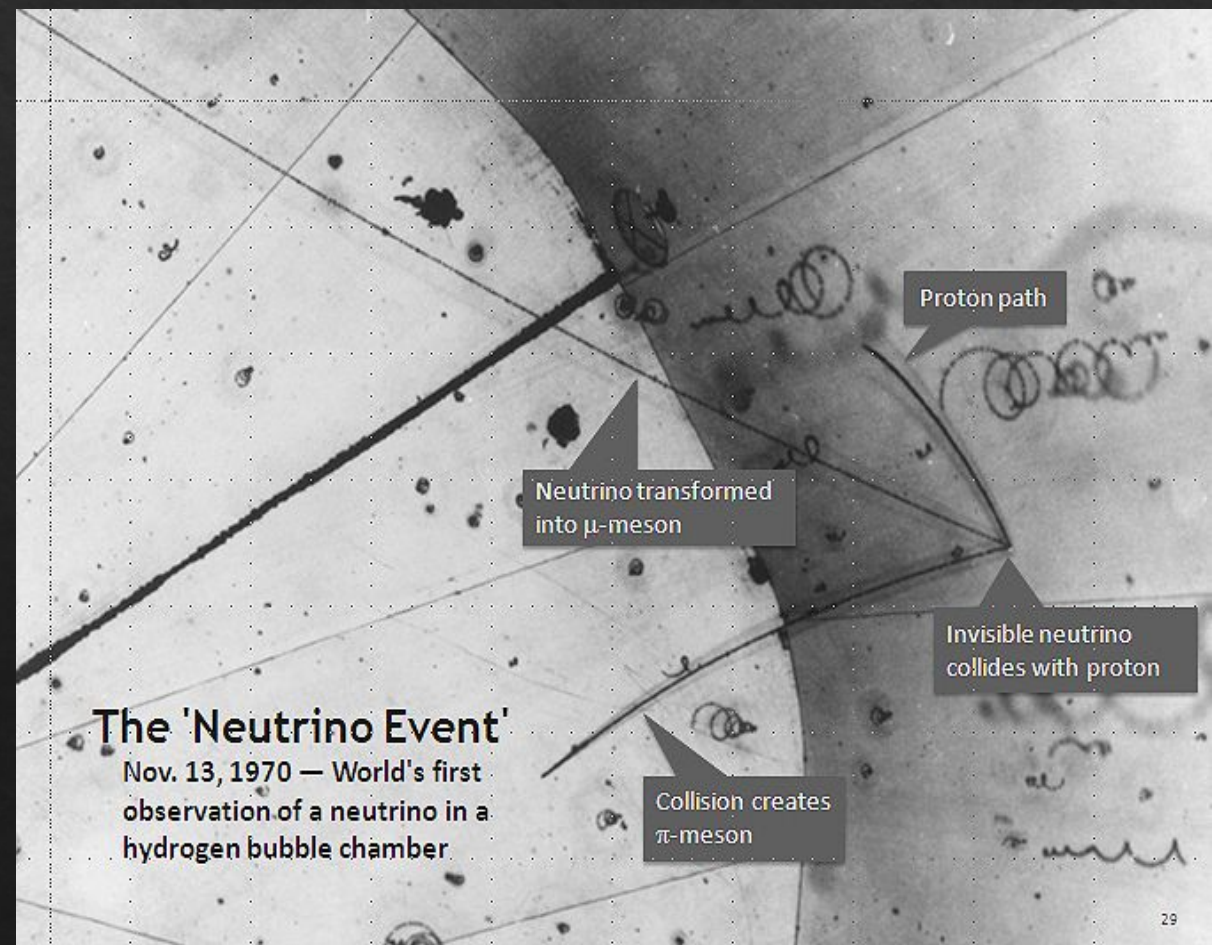 Proton path
Neutrino transformed
into μ-meson
Invisible neutrino
collides with proton
The 'Neutrino Event'
Nov. 13, 1970 — World's first
observation of a neutrino in a
hydrogen bubble chamber
Collision creates
π-meson
29